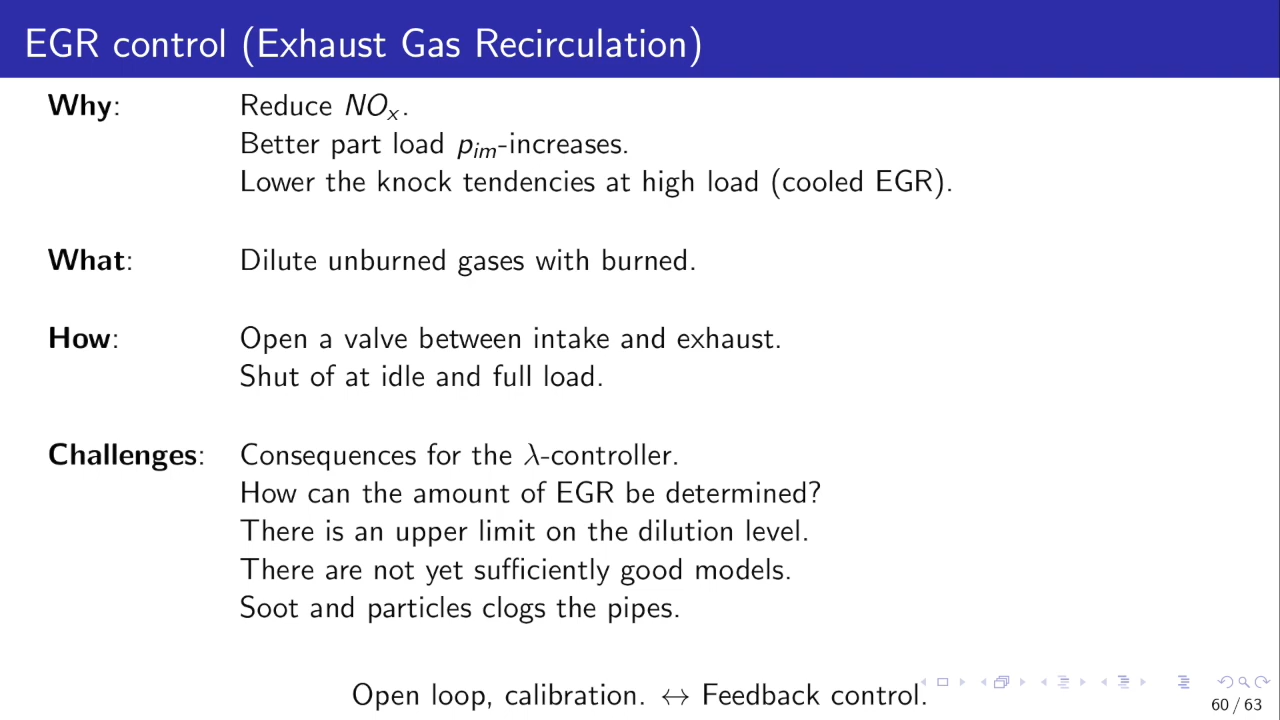 EGR control (Exhaust Gas Recirculation)
Why: Reduce NOₓ.
Better part load pᵢₘ-increases.
Lower the knock tendencies at high load (cooled EGR).
What: Dilute unburned gases with burned.
How: Open a valve between intake and exhaust.
Shut of at idle and full load.
Challenges: Consequences for the λ-controller.
How can the amount of EGR be determined?
There is an upper limit on the dilution level.
There are not yet sufficiently good models.
Soot and particles clogs the pipes.
Open loop, calibration. ↔ Feedback control.
60 / 63